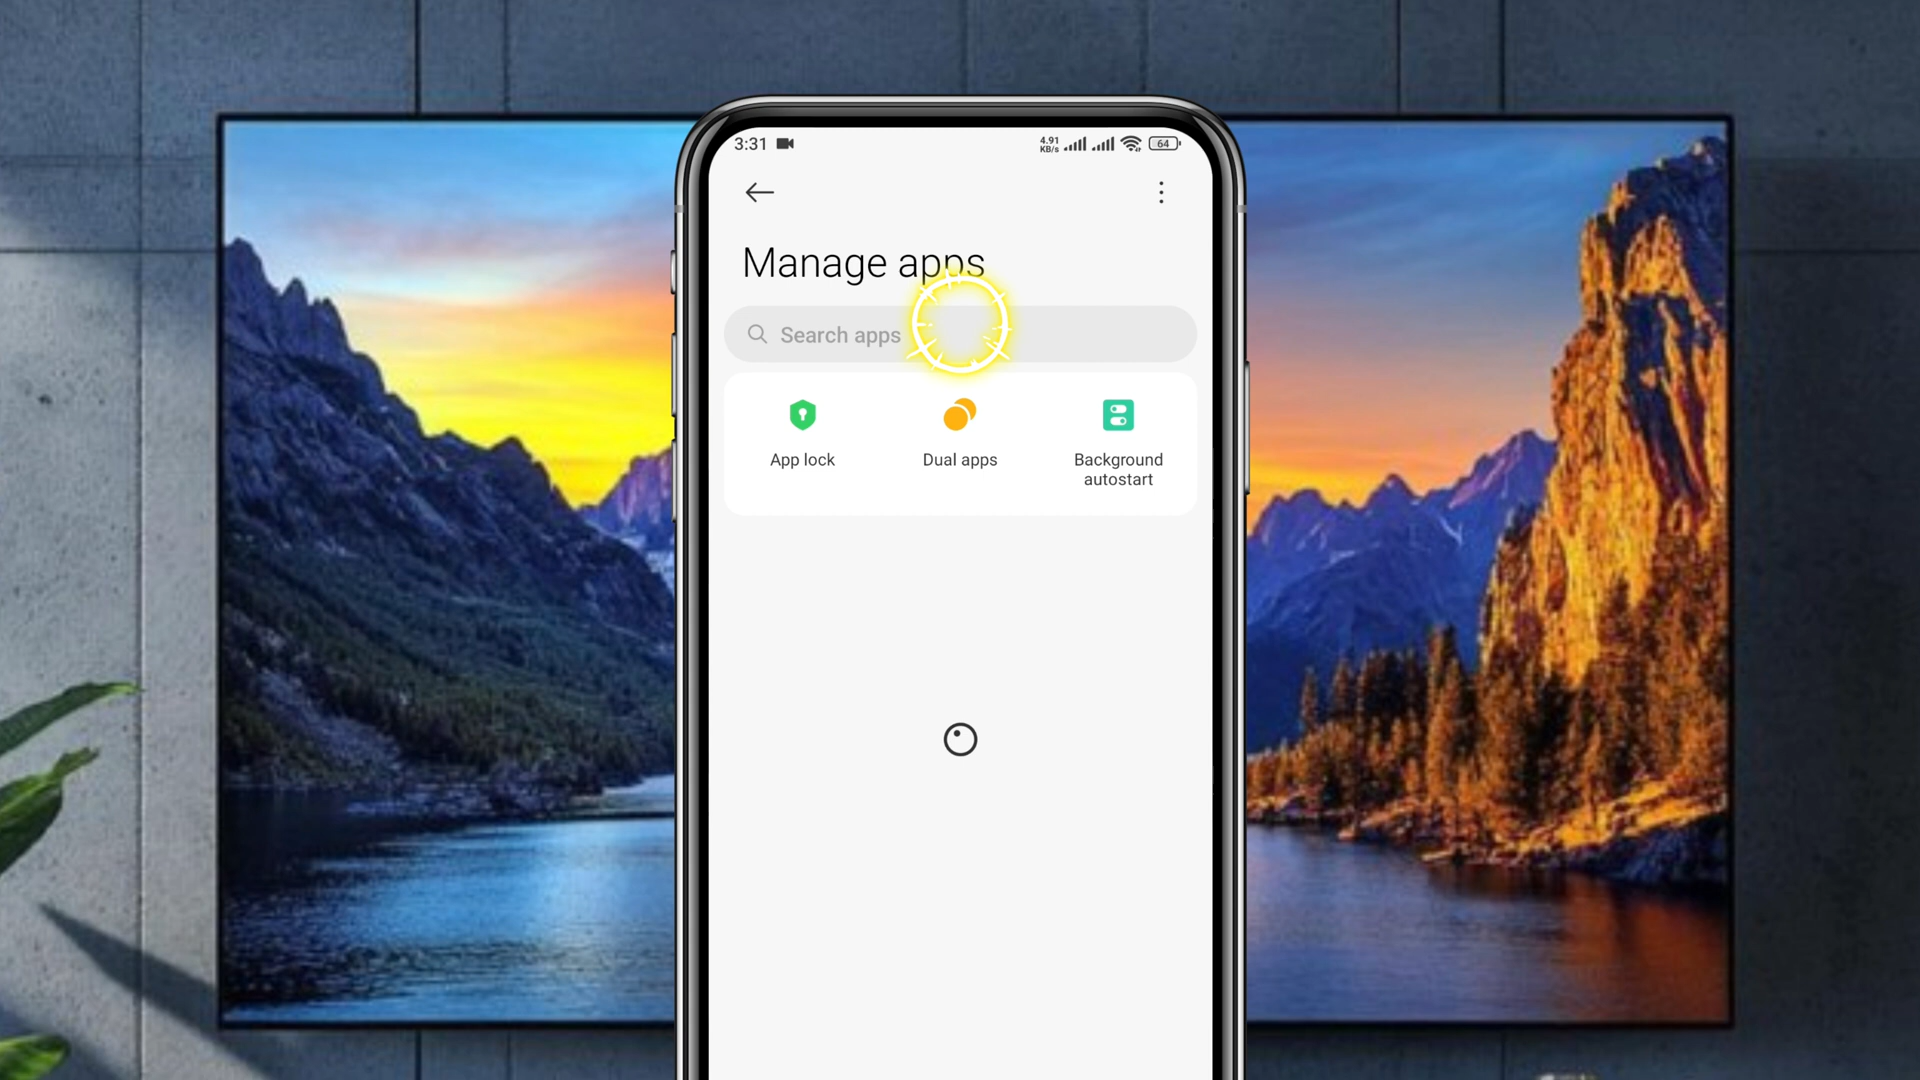 3:31
4.91
KB/s
64
Manage apps
Search apps
App lock
Dual apps
Background
autostart